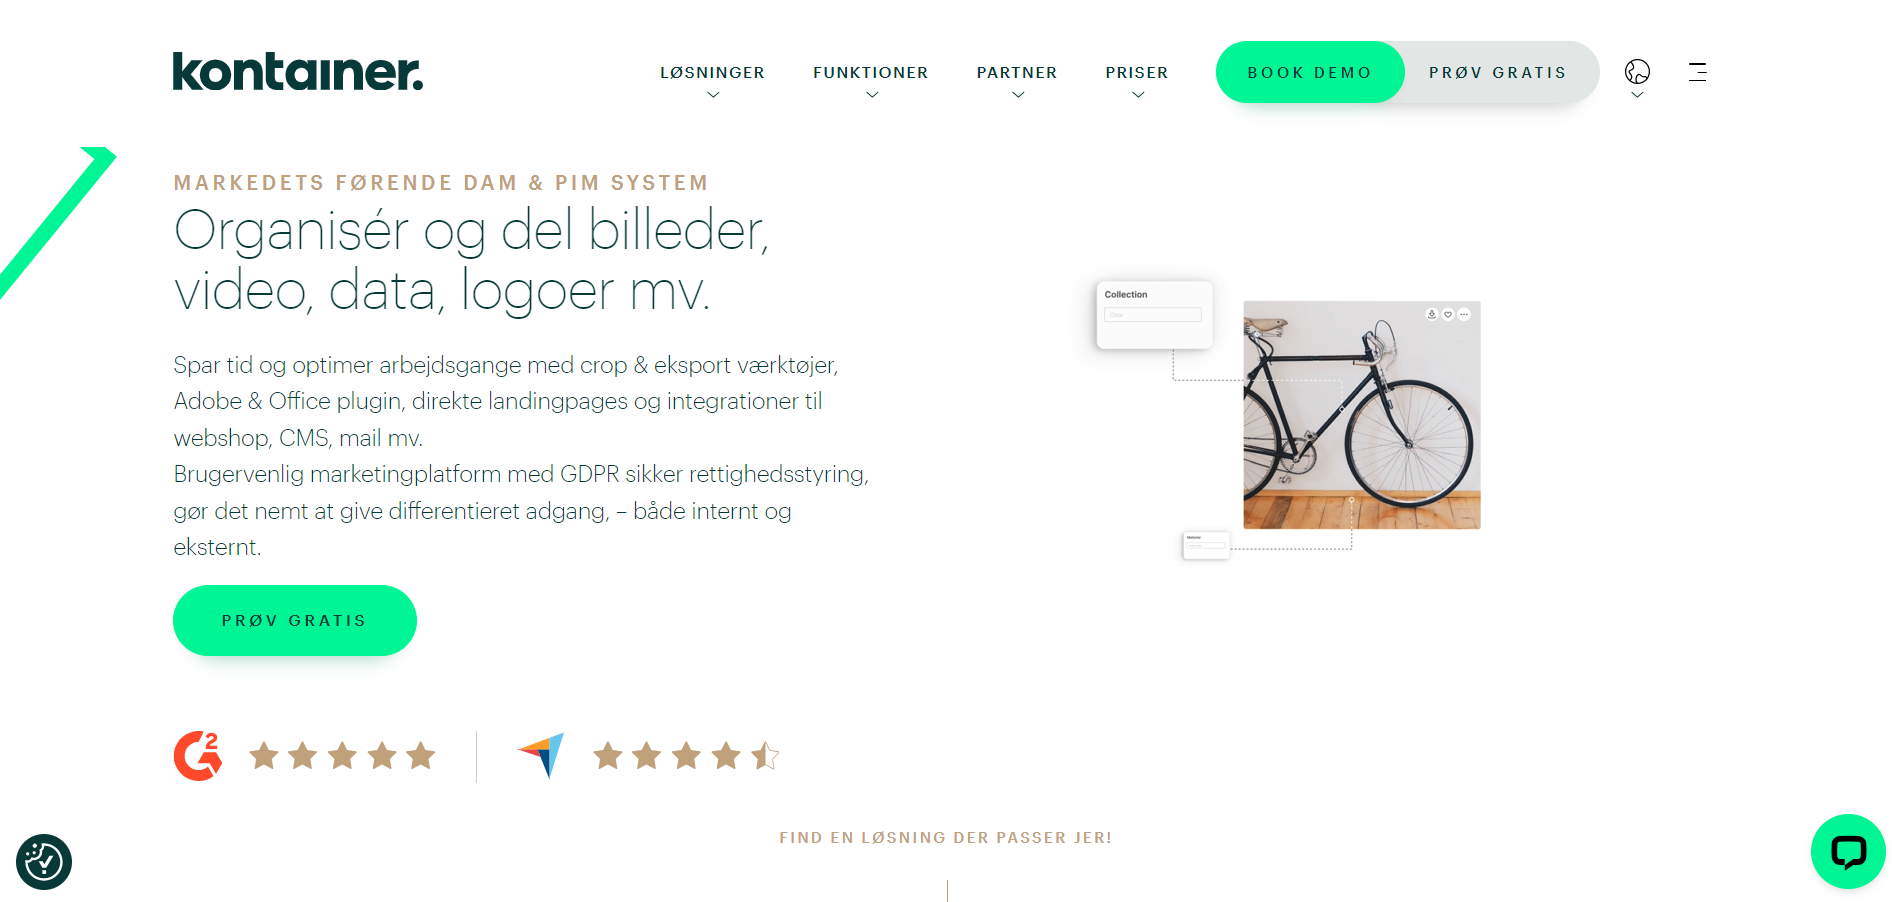 kontainer.
LØSNINGER
FUNKTIONER
PARTNER
PRISER
BOOK DEMO
PRØV GRATIS
MARKEDETS FØRENDE DAM & PIM SYSTEM
Organisér og del billeder,
video, data, logoer mv.
Spar tid og optimer arbejdsgange med crop & eksport værktøjer,
Adobe & Office plugin, direkte landingpages og integrationer til
webshop, CMS, mail mv.
Brugervenlig marketingplatform med GDPR sikker rettighedsstyring,
gør det nemt at give differentieret adgang, – både internt og
eksternt.
PRØV GRATIS
Collection
Material
G2
FIND EN LØSNING DER PASSER JER!